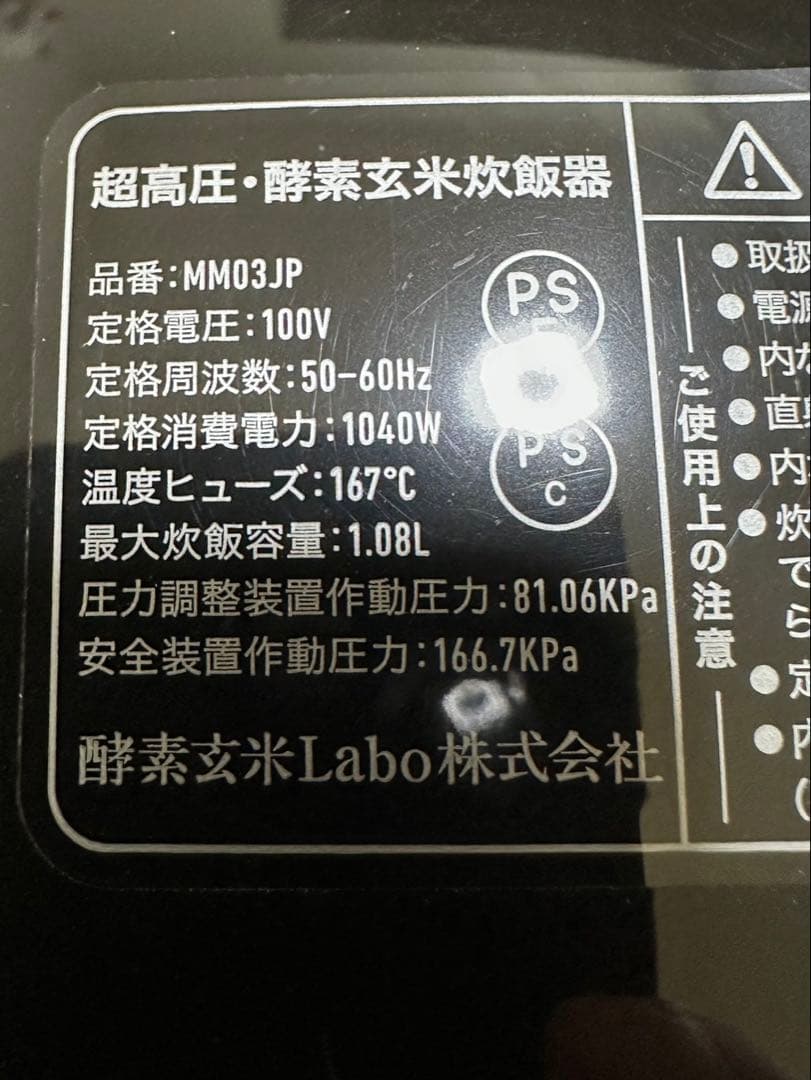 超高圧・酵素玄米炊飯器
品番:MM03JP
定格電圧:100V
定格周波数:50-60Hz
定格消費電力:1040W
温度ヒューズ:167℃
最大炊飯容量:1.08L
圧力調整装置作動圧力:81.06KPa
安全装置作動圧力:166.7KPa
酵素玄米Labo株式会社
PS
PS
C
ご使用上の注意
●取扱
●電源
●内
●直
●内
●炊
で
ら
●定
●内
(